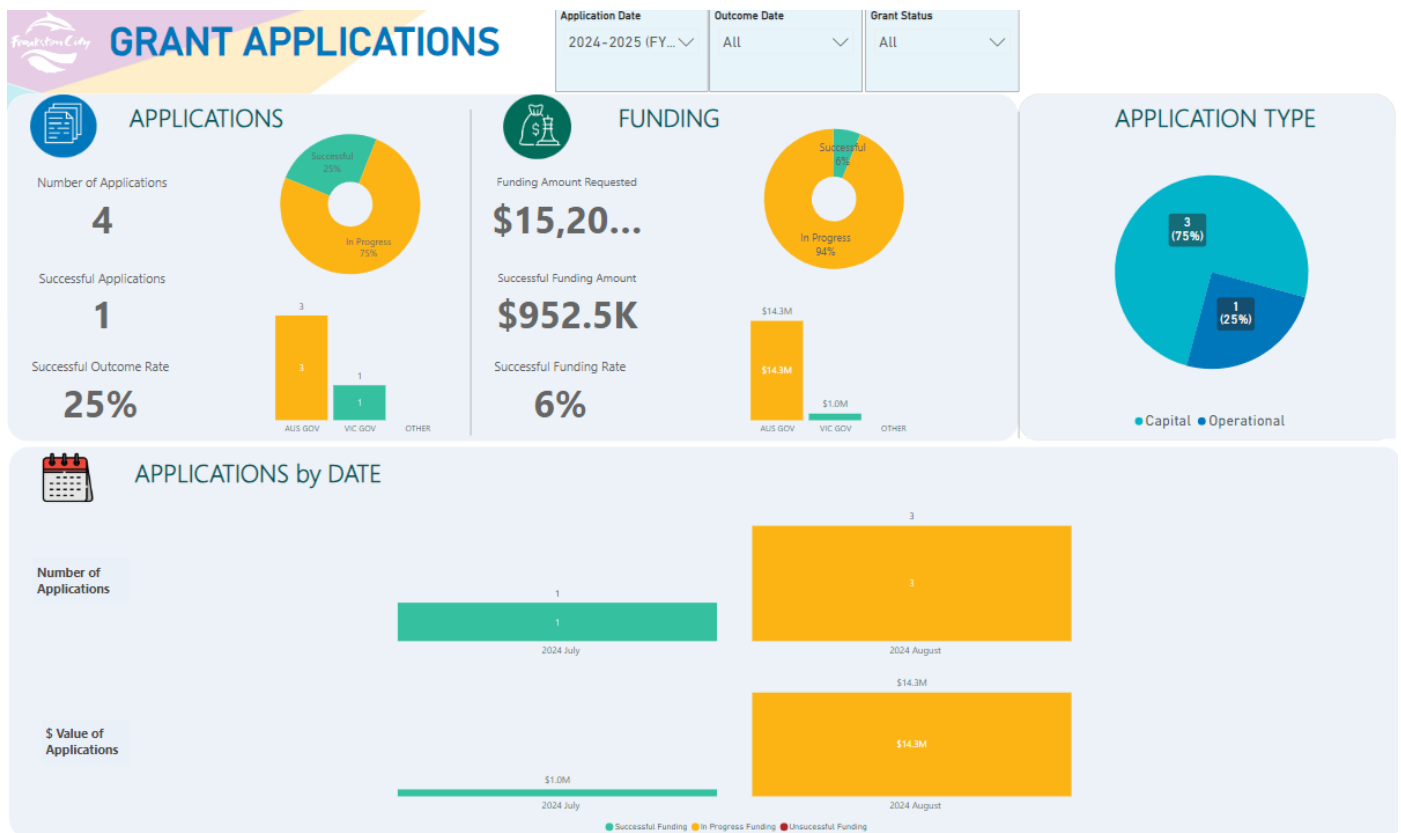 Frankston City
GRANT APPLICATIONS
Application Date
2024-2025 (FY...
Outcome Date
All
Grant Status
All
APPLICATIONS
Number of Applications
4
Successful Applications
1
Successful Outcome Rate
25%
Successful
25%
In Progress
75%
3
3
1
1
AUS GOV
VIC GOV
OTHER
FUNDING
Funding Amount Requested
$15,20...
Successful Funding Amount
$952.5K
Successful Funding Rate
6%
Successful
6%
In Progress
94%
$14.3M
$14.3M
$1.0M
AUS GOV
VIC GOV
OTHER
APPLICATION TYPE
3
(75%)
1
(25%)
Capital
Operational
APPLICATIONS by DATE
Number of
Applications
1
1
2024 July
3
3
2024 August
$ Value of
Applications
$1.0M
2024 July
$14.3M
$14.3M
2024 August
Successful Funding
In Progress Funding
Unsucessful Funding